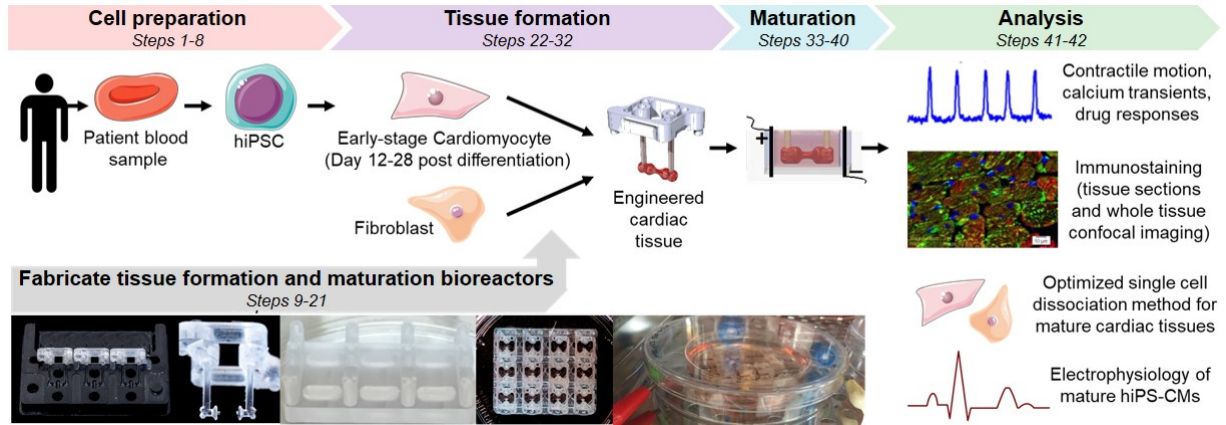 Cell preparation
Steps 1-8
Tissue formation
Steps 22-32
Maturation
Steps 33-40
Analysis
Steps 41-42
Patient blood
sample
hiPSC
Early-stage Cardiomyocyte
(Day 12-28 post differentiation)
Fibroblast
Engineered
cardiac
tissue
+
–
Contractile motion,
calcium transients,
drug responses
Immunostaining
(tissue sections
and whole tissue
confocal imaging)
10 µm
Optimized single cell
dissociation method for
mature cardiac tissues
Electrophysiology of
mature hiPS-CMs
Fabricate tissue formation and maturation bioreactors
Steps 9-21